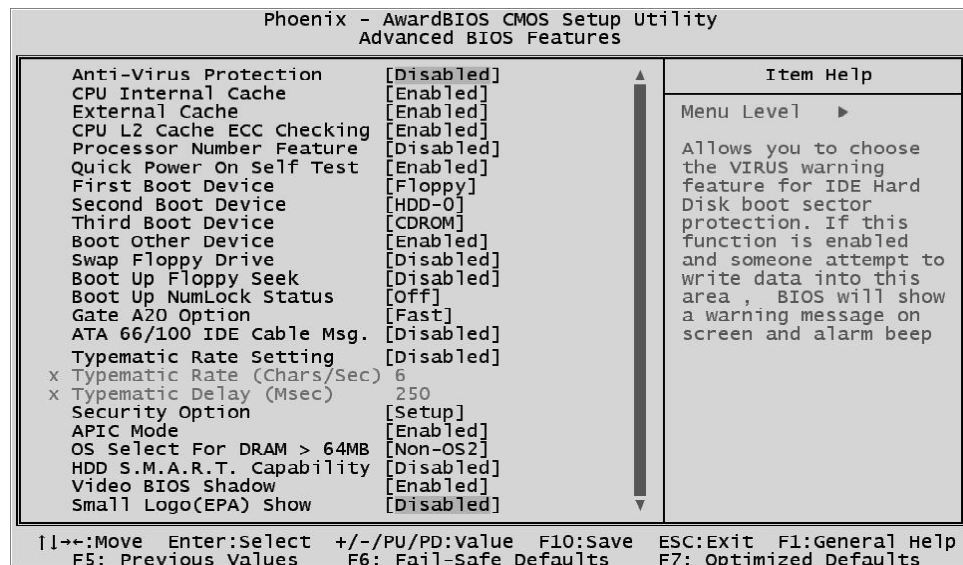 Phoenix - AwardBIOS CMOS Setup Utility
Advanced BIOS Features
Anti-Virus Protection [Disabled]
CPU Internal Cache [Enabled]
External Cache [Enabled]
CPU L2 Cache ECC Checking [Enabled]
Processor Number Feature [Disabled]
Quick Power On Self Test [Enabled]
First Boot Device [Floppy]
Second Boot Device [HDD-0]
Third Boot Device [CDROM]
Boot Other Device [Enabled]
Swap Floppy Drive [Disabled]
Boot Up Floppy Seek [Disabled]
Boot Up NumLock Status [Off]
Gate A20 Option [Fast]
ATA 66/100 IDE Cable Msg. [Disabled]
Typematic Rate Setting [Disabled]
x Typematic Rate (Chars/Sec) 6
x Typematic Delay (Msec) 250
Security Option [Setup]
APIC Mode [Enabled]
OS Select For DRAM > 64MB [Non-OS2]
HDD S.M.A.R.T. Capability [Disabled]
Video BIOS Shadow [Enabled]
Small Logo(EPA) Show [Disabled]
Item Help
Menu Level ▶
Allows you to choose
the VIRUS warning
feature for IDE Hard
Disk boot sector
protection. If this
function is enabled
and someone attempt to
write data into this
area , BIOS will show
a warning message on
screen and alarm beep
↑↓→←:Move Enter:Select +/-/PU/PD:Value F10:Save ESC:Exit F1:General Help
F5: Previous Values F6: Fail-Safe Defaults F7: Optimized Defaults